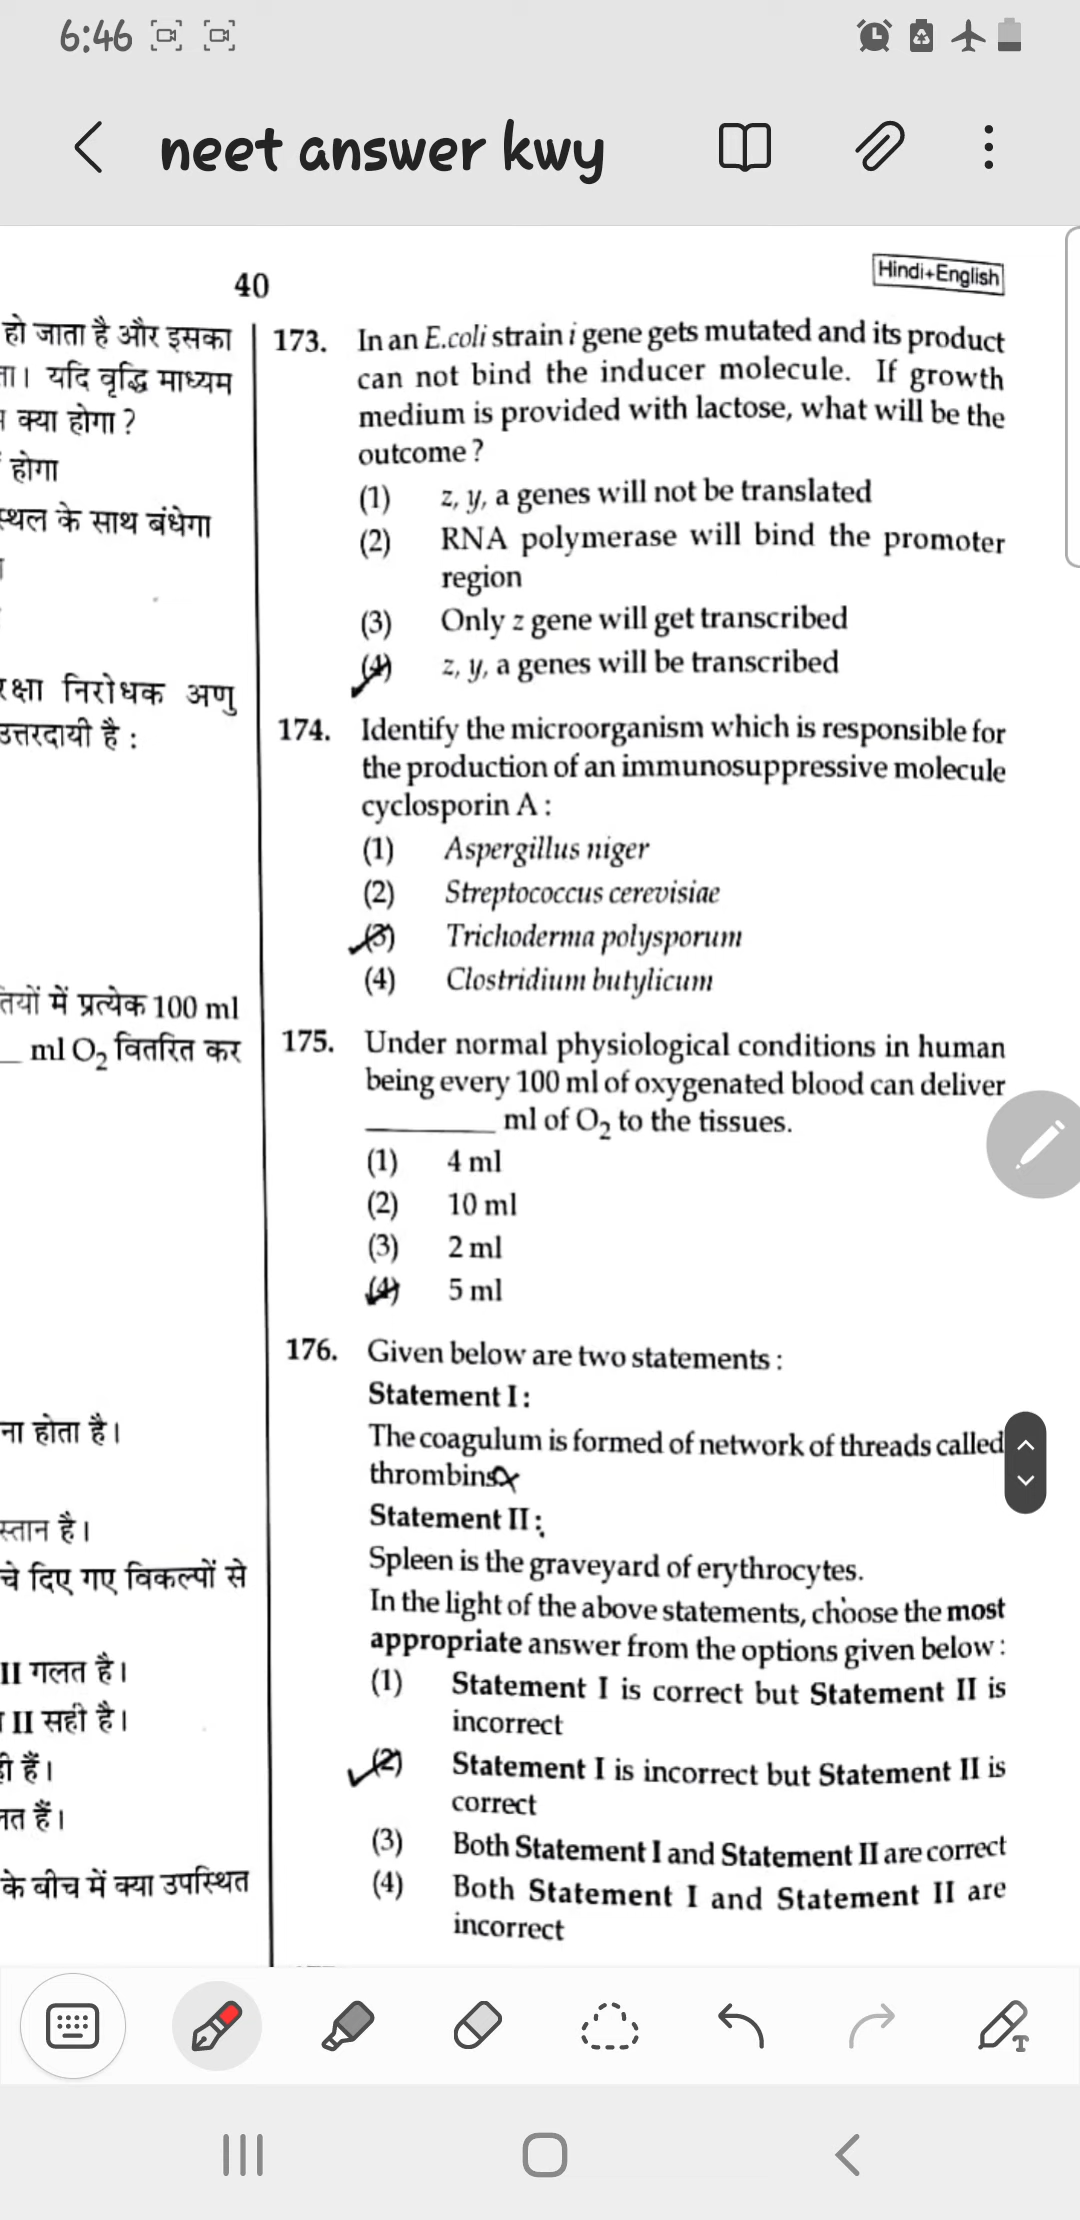 6:46
neet answer kwy
40
Hindi+English
हो जाता है और इसका
ता। यदि वृद्धि माध्यम
क्या होगा ?
होगा
स्थल के साथ बंधेगा
रक्षा निरोधक अणु
उत्तरदायी है :
तियों में प्रत्येक 100 ml
ml O₂ वितरित कर
ना होता है।
स्तान है।
चे दिए गए विकल्पों से
II गलत है।
II सही है।
ही हैं।
लत हैं।
के बीच में क्या उपस्थित
173. In an E.coli strain i gene gets mutated and its product
can not bind the inducer molecule. If growth
medium is provided with lactose, what will be the
outcome ?
(1) z, y, a genes will not be translated
(2) RNA polymerase will bind the promoter
region
(3) Only z gene will get transcribed
(4) z, y, a genes will be transcribed
174. Identify the microorganism which is responsible for
the production of an immunosuppressive molecule
cyclosporin A :
(1) Aspergillus niger
(2) Streptococcus cerevisiae
(3) Trichoderma polysporum
(4) Clostridium butylicum
175. Under normal physiological conditions in human
being every 100 ml of oxygenated blood can deliver
________ ml of O₂ to the tissues.
(1) 4 ml
(2) 10 ml
(3) 2 ml
(4) 5 ml
176. Given below are two statements :
Statement I :
The coagulum is formed of network of threads called
thrombins
Statement II :
Spleen is the graveyard of erythrocytes.
In the light of the above statements, choose the most
appropriate answer from the options given below :
(1) Statement I is correct but Statement II is
incorrect
(2) Statement I is incorrect but Statement II is
correct
(3) Both Statement I and Statement II are correct
(4) Both Statement I and Statement II are
incorrect